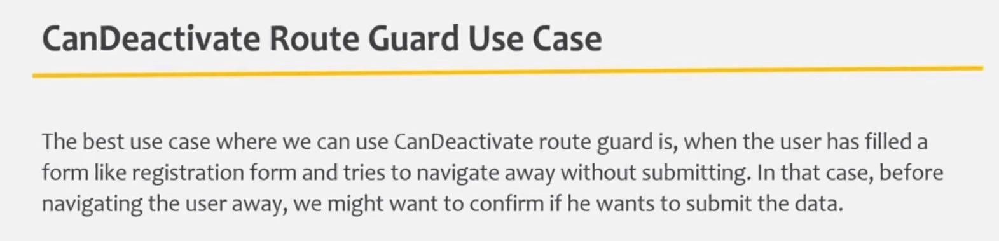 CanDeactivate Route Guard Use Case
The best use case where we can use CanDeactivate route guard is, when the user has filled a
form like registration form and tries to navigate away without submitting. In that case, before
navigating the user away, we might want to confirm if he wants to submit the data.